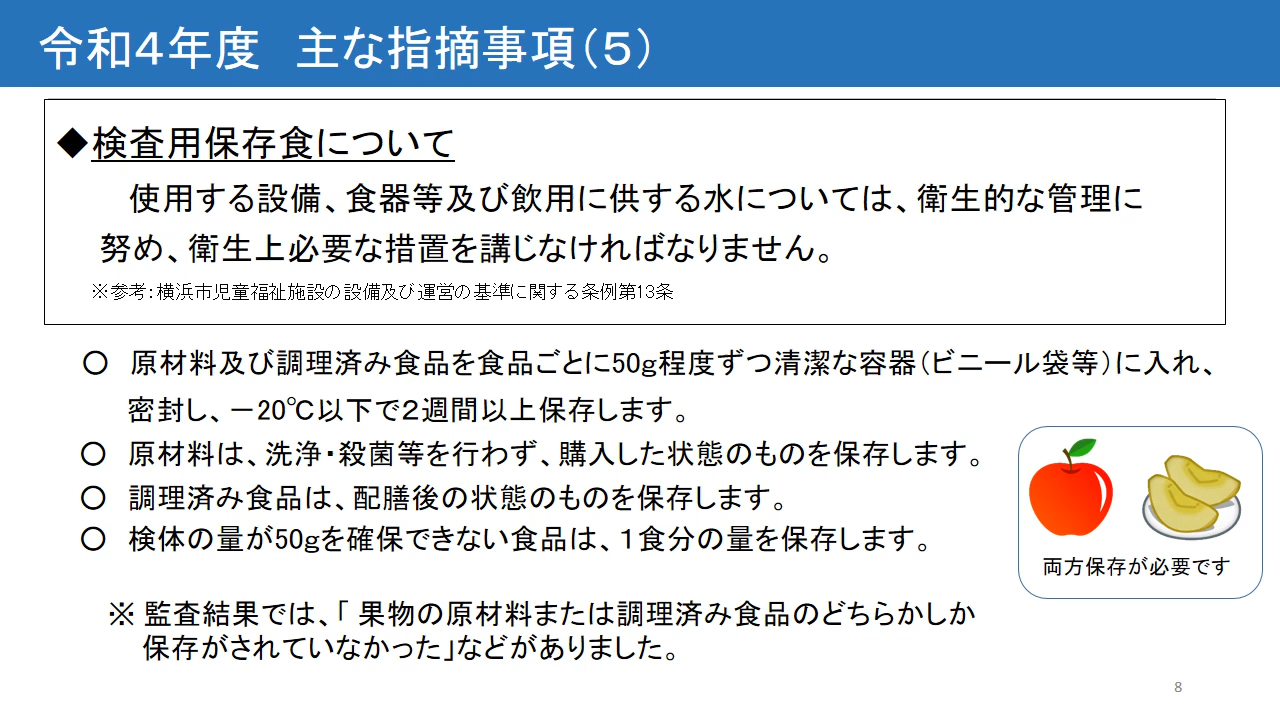 令和４年度　主な指摘事項（５）
◆検査用保存食について
使用する設備、食器等及び飲用に供する水については、衛生的な管理に
努め、衛生上必要な措置を講じなければなりません。
※参考：横浜市児童福祉施設の設備及び運営の基準に関する条例第13条
〇　原材料及び調理済み食品を食品ごとに50ｇ程度ずつ清潔な容器（ビニール袋等）に入れ、
密封し、－20℃以下で２週間以上保存します。
〇　原材料は、洗浄・殺菌等を行わず、購入した状態のものを保存します。
〇　調理済み食品は、配膳後の状態のものを保存します。
〇　検体の量が50ｇを確保できない食品は、１食分の量を保存します。
両方保存が必要です
※ 監査結果では、「 果物の原材料または調理済み食品のどちらかしか
保存がされていなかった」などがありました。
8